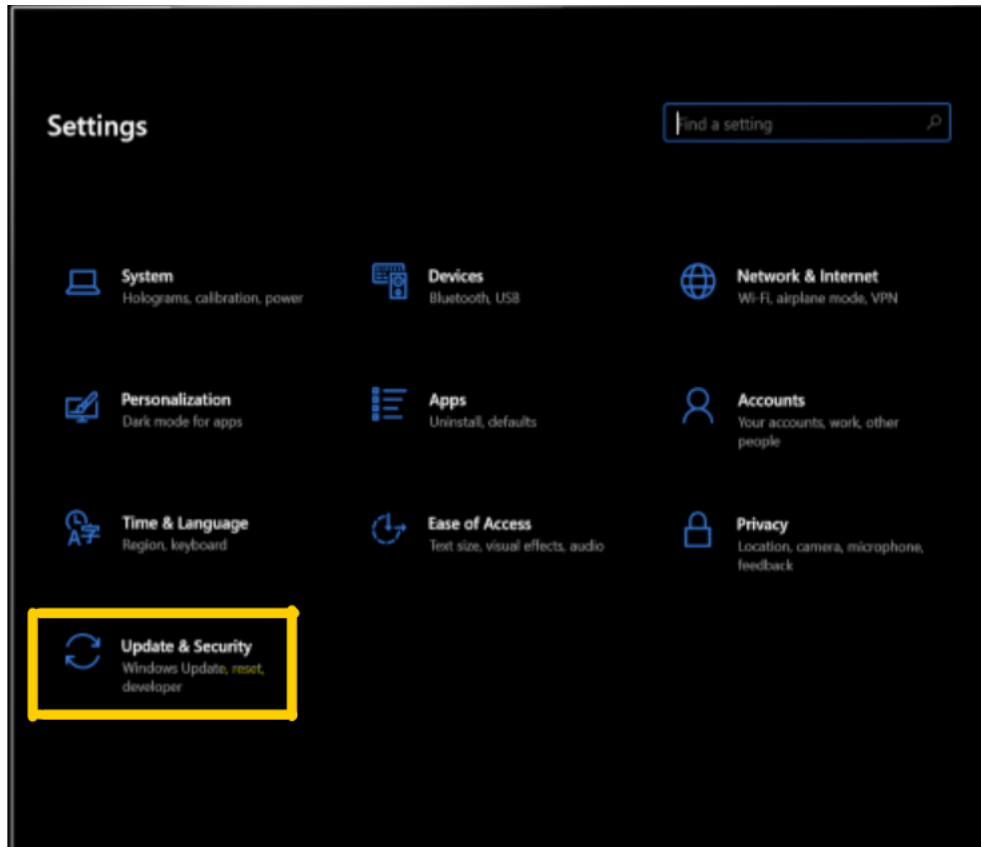 Settings
Find a setting
System
Holograms, calibration, power
Devices
Bluetooth, USB
Network & Internet
Wi-Fi, airplane mode, VPN
Personalization
Dark mode for apps
Apps
Uninstall, defaults
Accounts
Your accounts, work, other
people
Time & Language
Region, keyboard
Ease of Access
Text size, visual effects, audio
Privacy
Location, camera, microphone,
feedback
Update & Security
Windows Update, reset,
developer